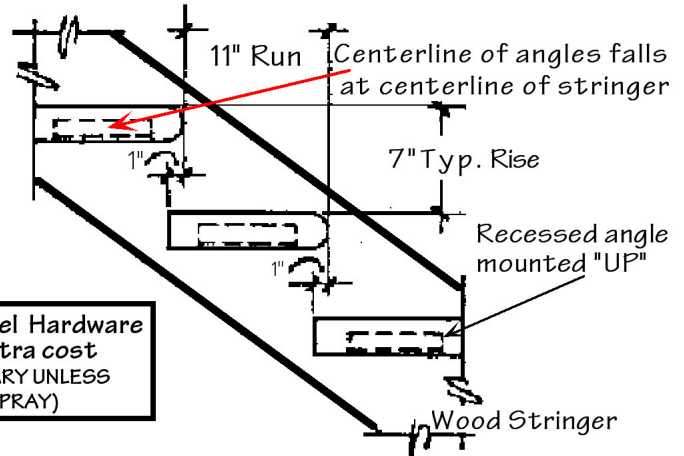 11" Run
Centerline of angles falls
at centerline of stringer
1"
7" Typ. Rise
1"
Recessed angle
mounted "UP"
el Hardware
tra cost
ARY UNLESS
PRAY)
Wood Stringer